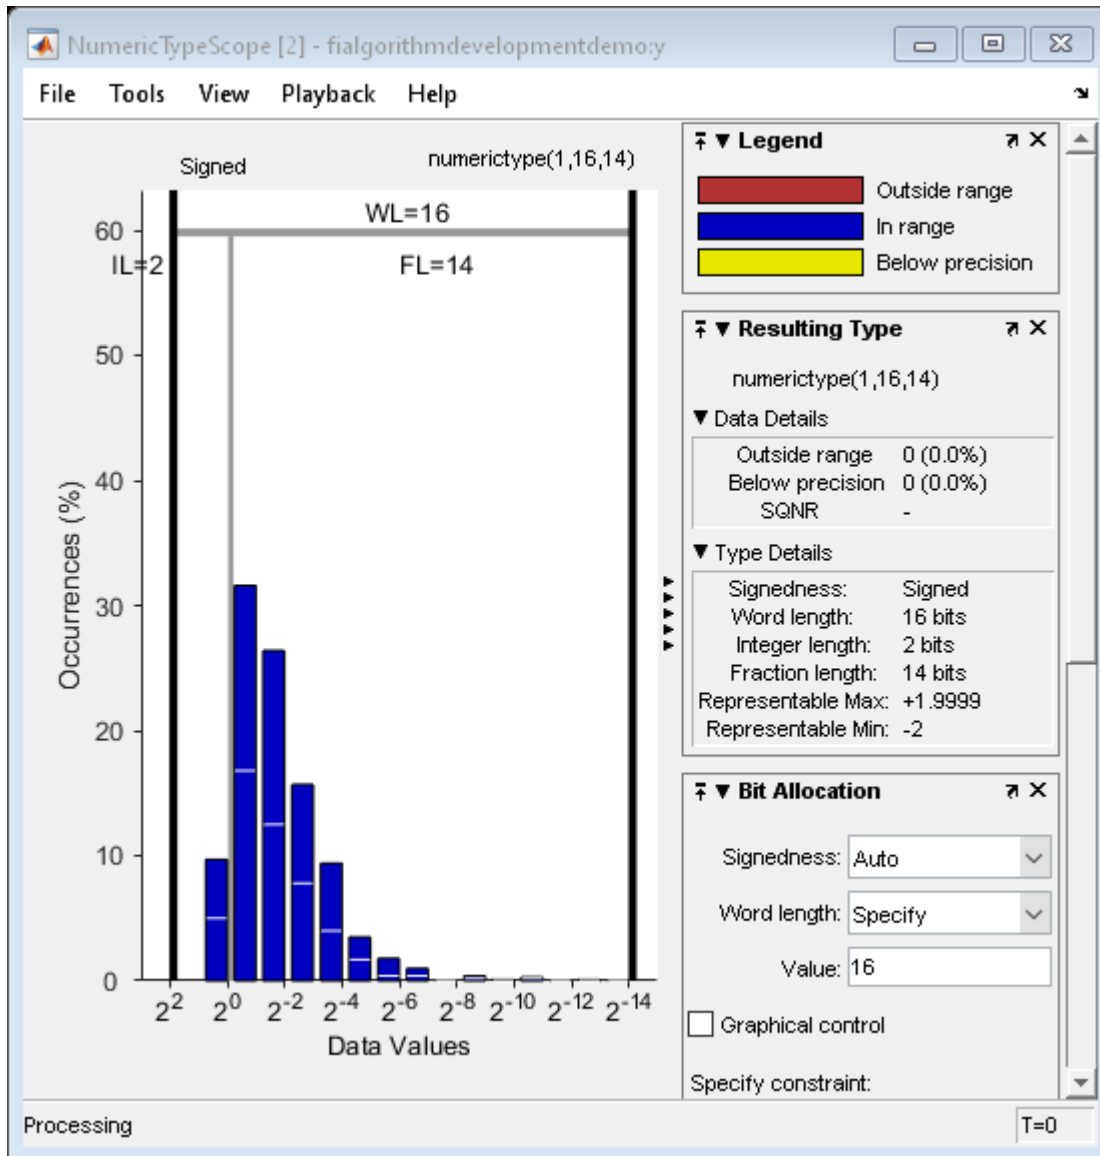 NumericTypeScope [2] - fialgorithmdevelopmentdemo:y
File Tools View Playback Help
Signed numerictype(1,16,14)
WL=16
IL=2 FL=14
60
50
40
30
20
10
0
Occurrences (%)
2^2 2^0 2^-2 2^-4 2^-6 2^-8 2^-10 2^-12 2^-14
Data Values
Legend
Outside range
In range
Below precision
Resulting Type
numerictype(1,16,14)
Data Details
Outside range 0 (0.0%)
Below precision 0 (0.0%)
SQNR -
Type Details
Signedness: Signed
Word length: 16 bits
Integer length: 2 bits
Fraction length: 14 bits
Representable Max: +1.9999
Representable Min: -2
Bit Allocation
Signedness: Auto
Word length: Specify
Value: 16
Graphical control
Specify constraint:
Processing T=0